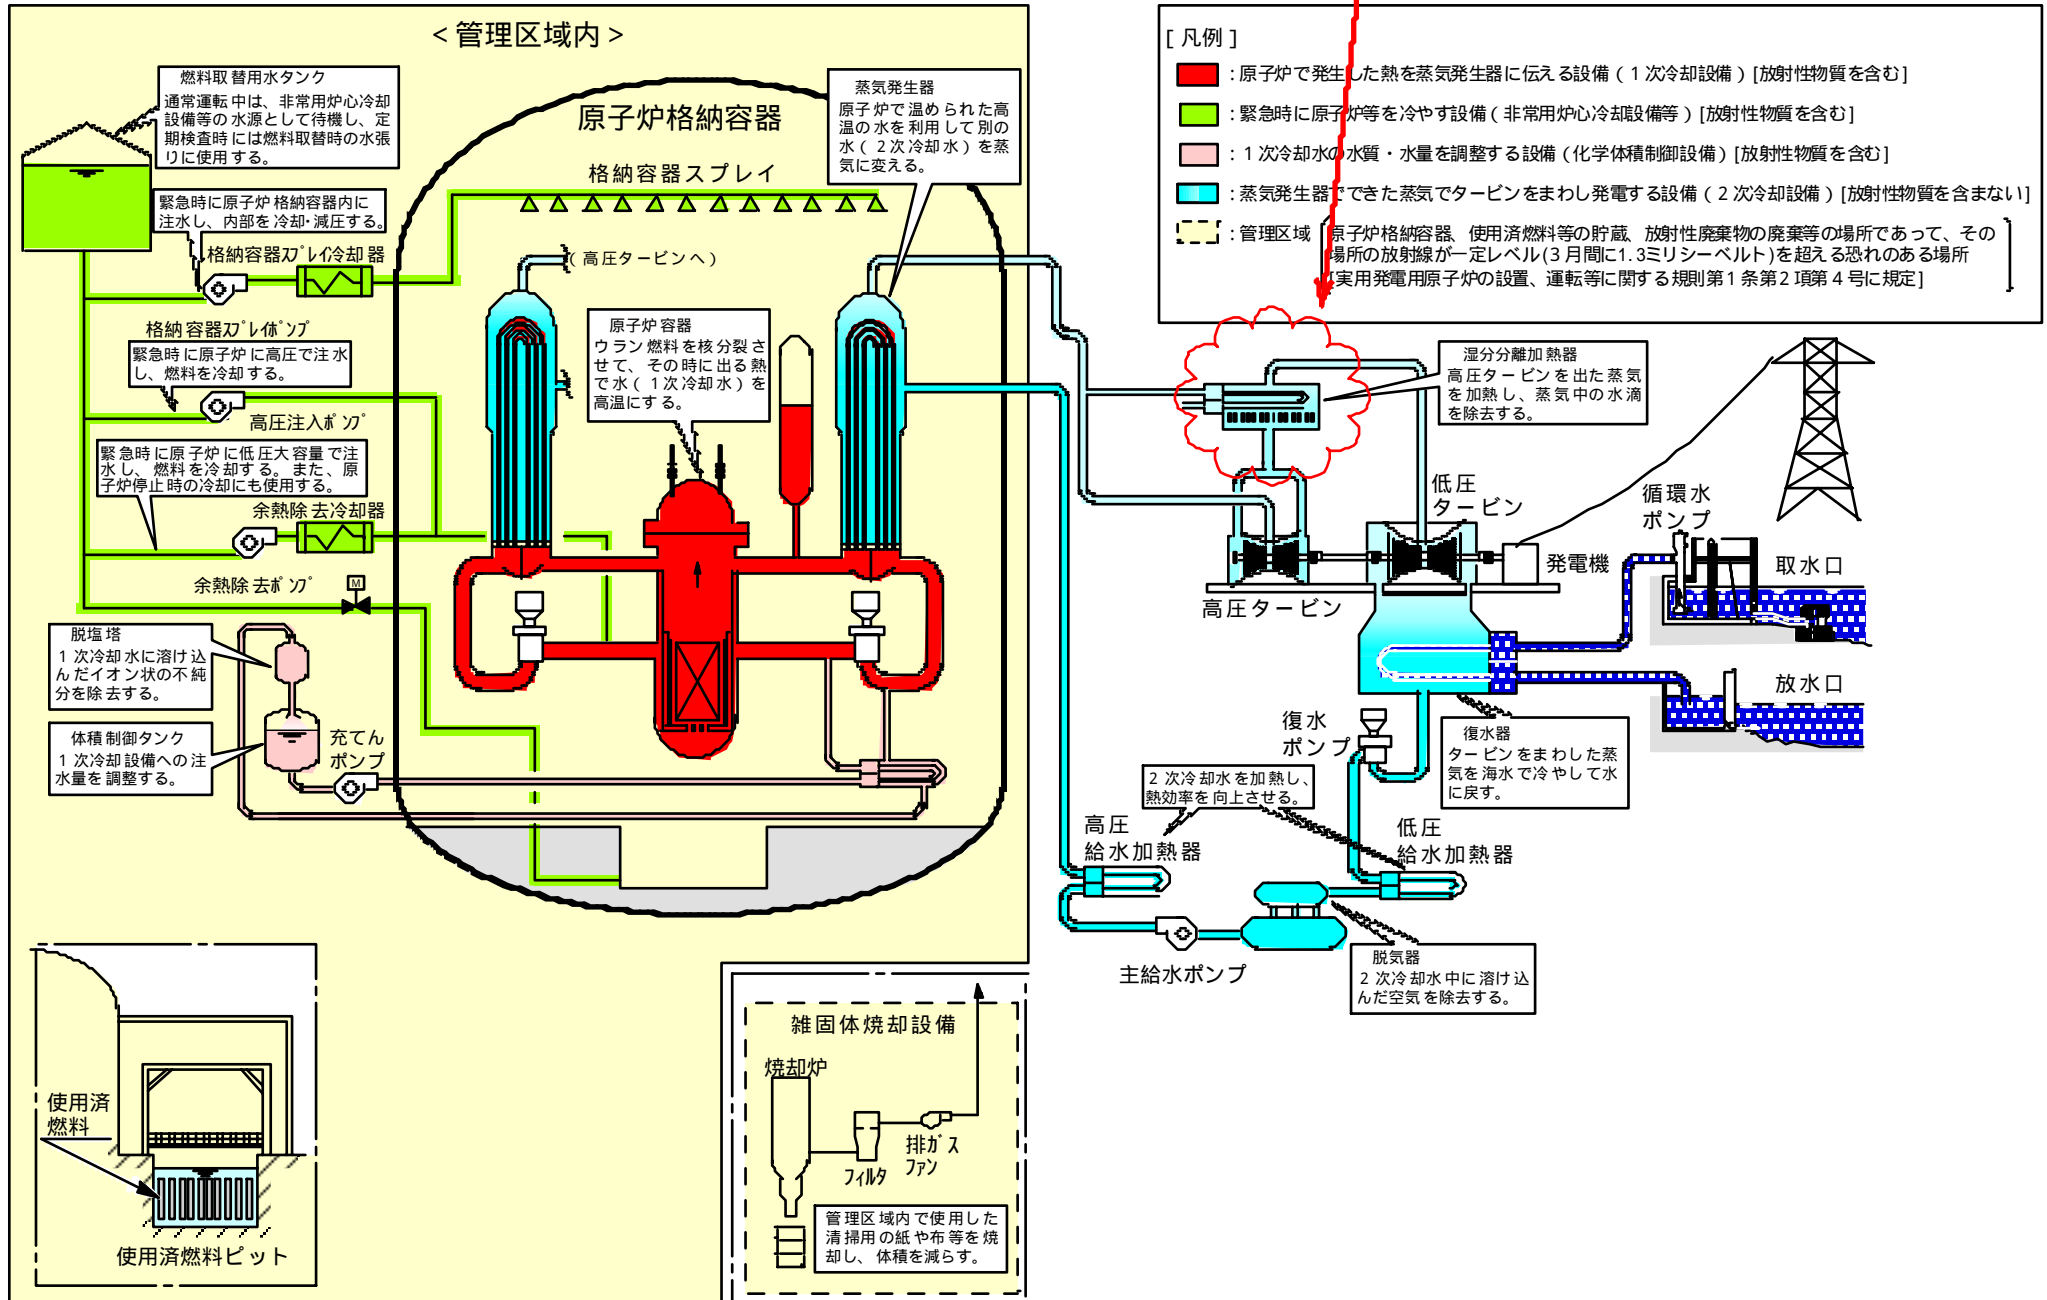 ＜管理区域内＞
燃料取替用水タンク
通常運転中は、非常用炉心冷却
設備等の水源として待機し、定
期検査時には燃料取替時の水張
りに使用する。
緊急時に原子炉格納容器内に
注水し、内部を冷却･減圧する。
格納容器ｽﾌﾟﾚｲ冷却器
格納容器ｽﾌﾟﾚｲﾎﾟﾝﾌﾟ
緊急時に原子炉に高圧で注水
し、燃料を冷却する。
高圧注入ﾎﾟﾝﾌﾟ
緊急時に原子炉に低圧大容量で注
水し、燃料を冷却する。また、原
子炉停止時の冷却にも使用する。
余熱除去冷却器
余熱除去ﾎﾟﾝﾌﾟ
M
脱塩塔
１次冷却水に溶け込
んだイオン状の不純
分を除去する。
体積制御タンク
１次冷却設備への注
水量を調整する。
充てん
ポンプ
原子炉格納容器
格納容器スプレイ
（高圧タービンへ）
蒸気発生器
原子炉で温められた高
温の水を利用して別の
水（２次冷却水）を蒸
気に変える。
原子炉容器
ウラン燃料を核分裂さ
せて、その時に出る熱
で水（１次冷却水）を
高温にする。
[ 凡例 ]
：原子炉で発生した熱を蒸気発生器に伝える設備（１次冷却設備）[放射性物質を含む]
：緊急時に原子炉等を冷やす設備（非常用炉心冷却設備等）[放射性物質を含む]
：１次冷却水の水質・水量を調整する設備（化学体積制御設備）[放射性物質を含む]
：蒸気発生器でできた蒸気でタービンをまわし発電する設備（２次冷却設備）[放射性物質を含まない]
：管理区域 原子炉格納容器、使用済燃料等の貯蔵、放射性廃棄物の廃棄等の場所であって、その
場所の放射線が一定レベル(３月間に1.3ミリシーベルト)を超える恐れのある場所
[実用発電用原子炉の設置、運転等に関する規則第１条第２項第４号に規定]
湿分分離加熱器
高圧タービンを出た蒸気
を加熱し、蒸気中の水滴
を除去する。
低圧
タービン
高圧タービン
発電機
循環水
ポンプ
取水口
放水口
復水
ポンプ
復水器
タービンをまわした蒸
気を海水で冷やして水
に戻す。
２次冷却水を加熱し、
熱効率を向上させる。
高圧
給水加熱器
低圧
給水加熱器
主給水ポンプ
脱気器
２次冷却水中に溶け込
んだ空気を除去する。
使用済
燃料
使用済燃料ピット
雑固体焼却設備
焼却炉
ﾌｨﾙﾀ
排ｶﾞｽ
ﾌｧﾝ
管理区域内で使用した
清掃用の紙や布等を焼
却し、体積を減らす。